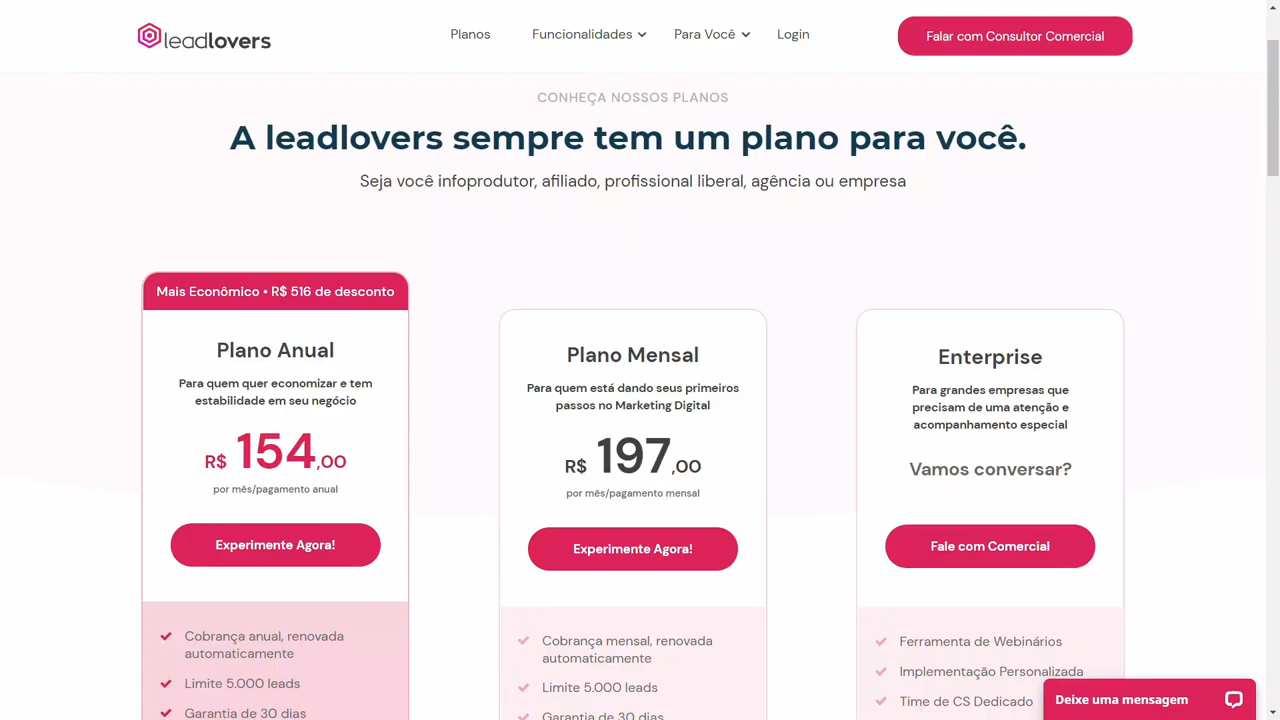 leadlovers
Planos
Funcionalidades
Para Você
Login
Falar com Consultor Comercial
CONHEÇA NOSSOS PLANOS
A leadlovers sempre tem um plano para você.
Seja você infoprodutor, afiliado, profissional liberal, agência ou empresa
Mais Econômico • R$ 516 de desconto
Plano Anual
Para quem quer economizar e tem
estabilidade em seu negócio
R$ 154,00
por mês/pagamento anual
Experimente Agora!
Cobrança anual, renovada
automaticamente
Limite 5.000 leads
Garantia de 30 dias
Plano Mensal
Para quem está dando seus primeiros
passos no Marketing Digital
R$ 197,00
por mês/pagamento mensal
Experimente Agora!
Cobrança mensal, renovada
automaticamente
Limite 5.000 leads
Garantia de 30 dias
Enterprise
Para grandes empresas que
precisam de uma atenção e
acompanhamento especial
Vamos conversar?
Fale com Comercial
Ferramenta de Webinários
Implementação Personalizada
Time de CS Dedicado
Deixe uma mensagem